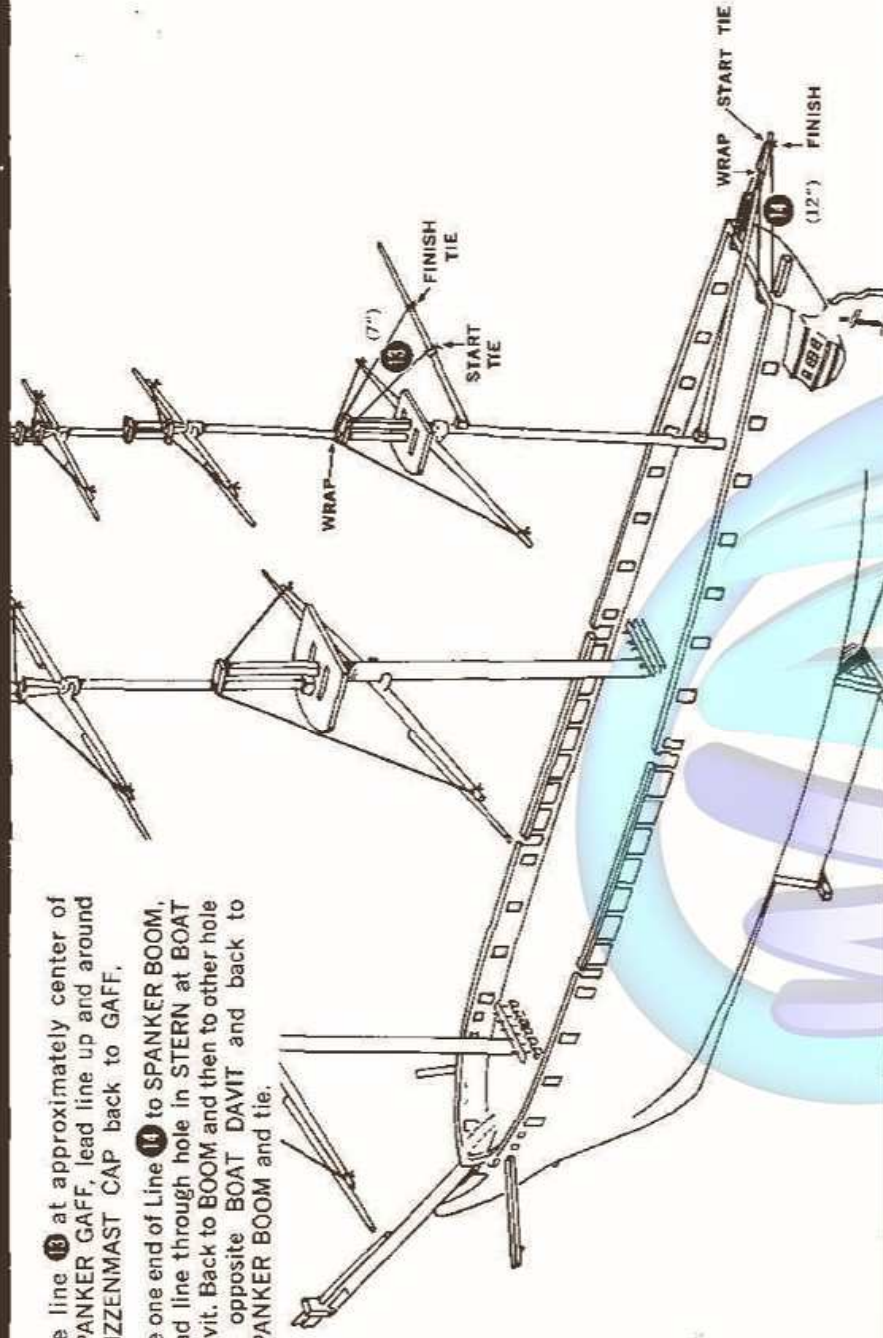 e line 13 at approximately center of
PANKER GAFF, lead line up and around
IZZENMAST CAP back to GAFF,
e one end of Line 14 to SPANKER BOOM,
d line through hole in STERN at BOAT
vit. Back to BOOM and then to other hole
opposite BOAT DAVIT and back to
PANKER BOOM and tie.
WRAP
(7")
13
FINISH
TIE
START
TIE
WRAP
START TIE
14
(12")
FINISH